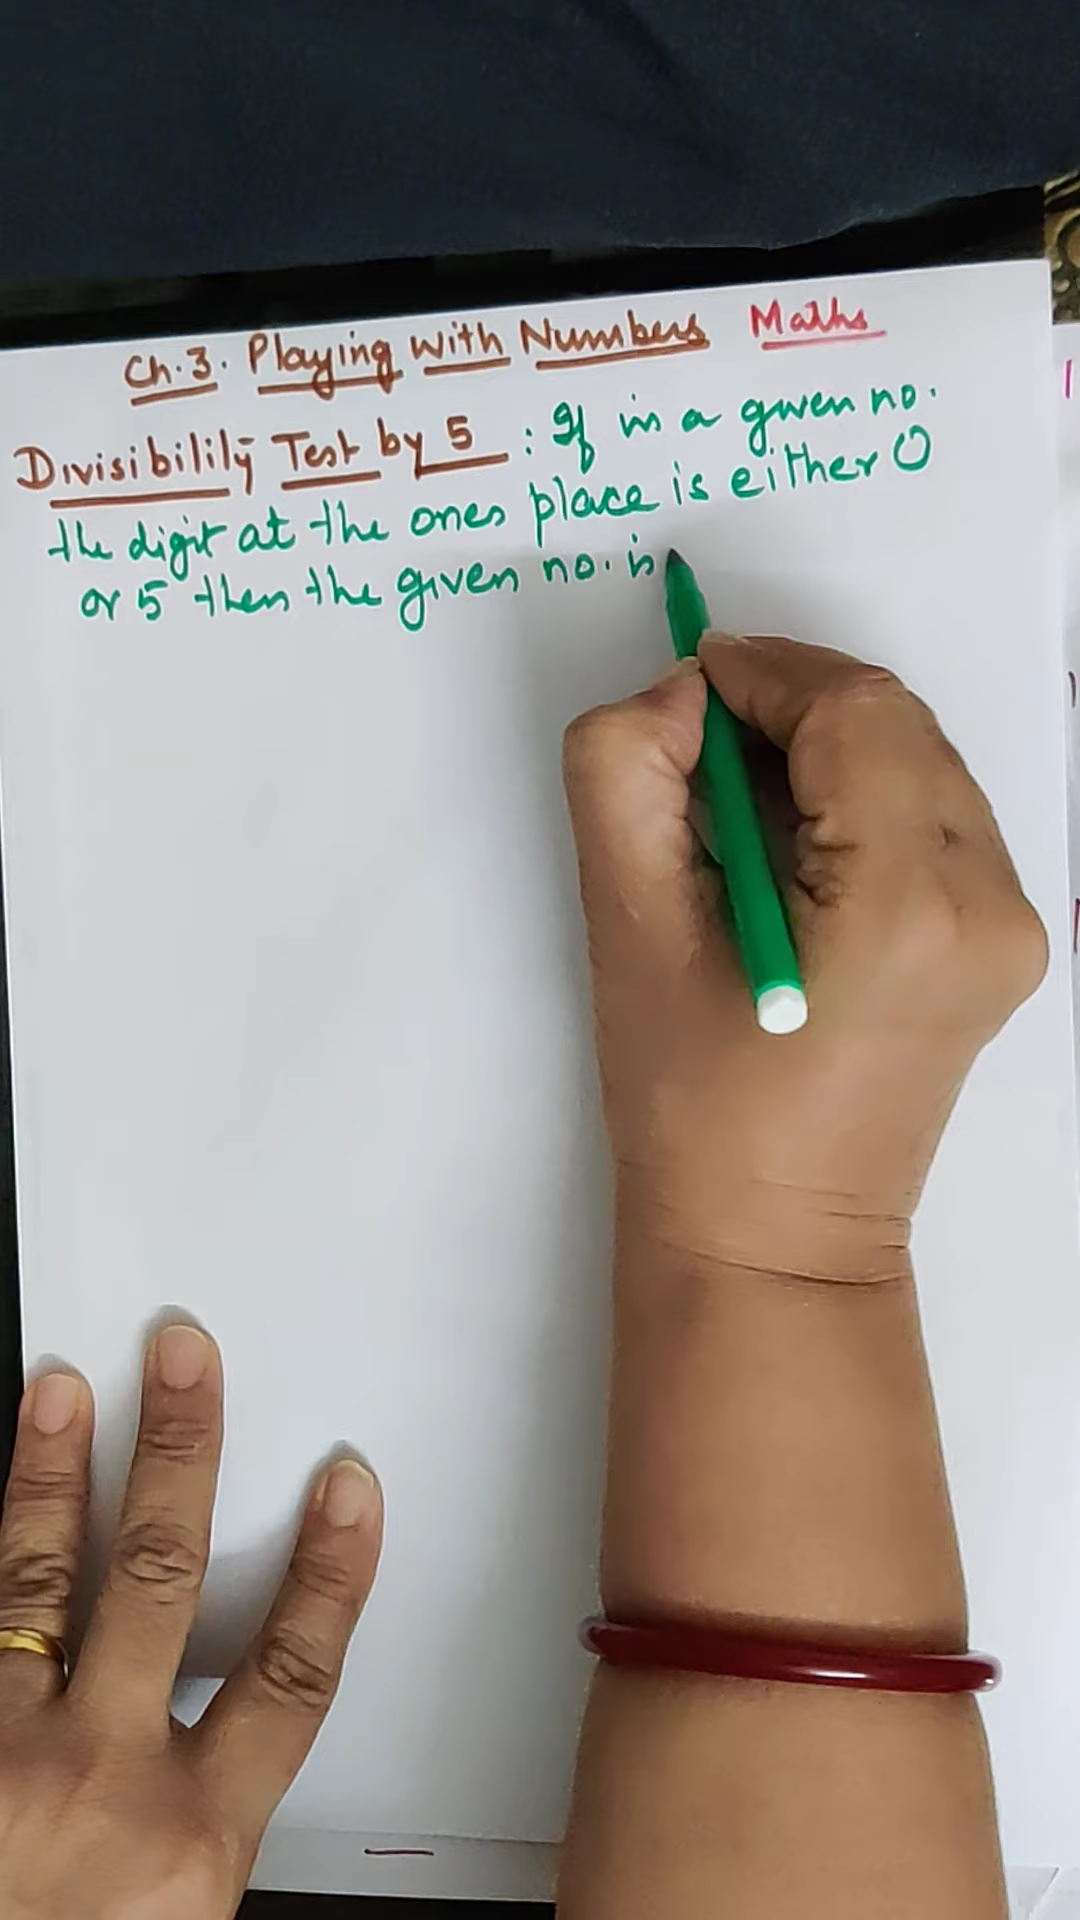 Ch.3. Playing With Numbers Maths
Divisibility Test by 5 : If in a given no.
the digit at the ones place is either 0
or 5 then the given no. is